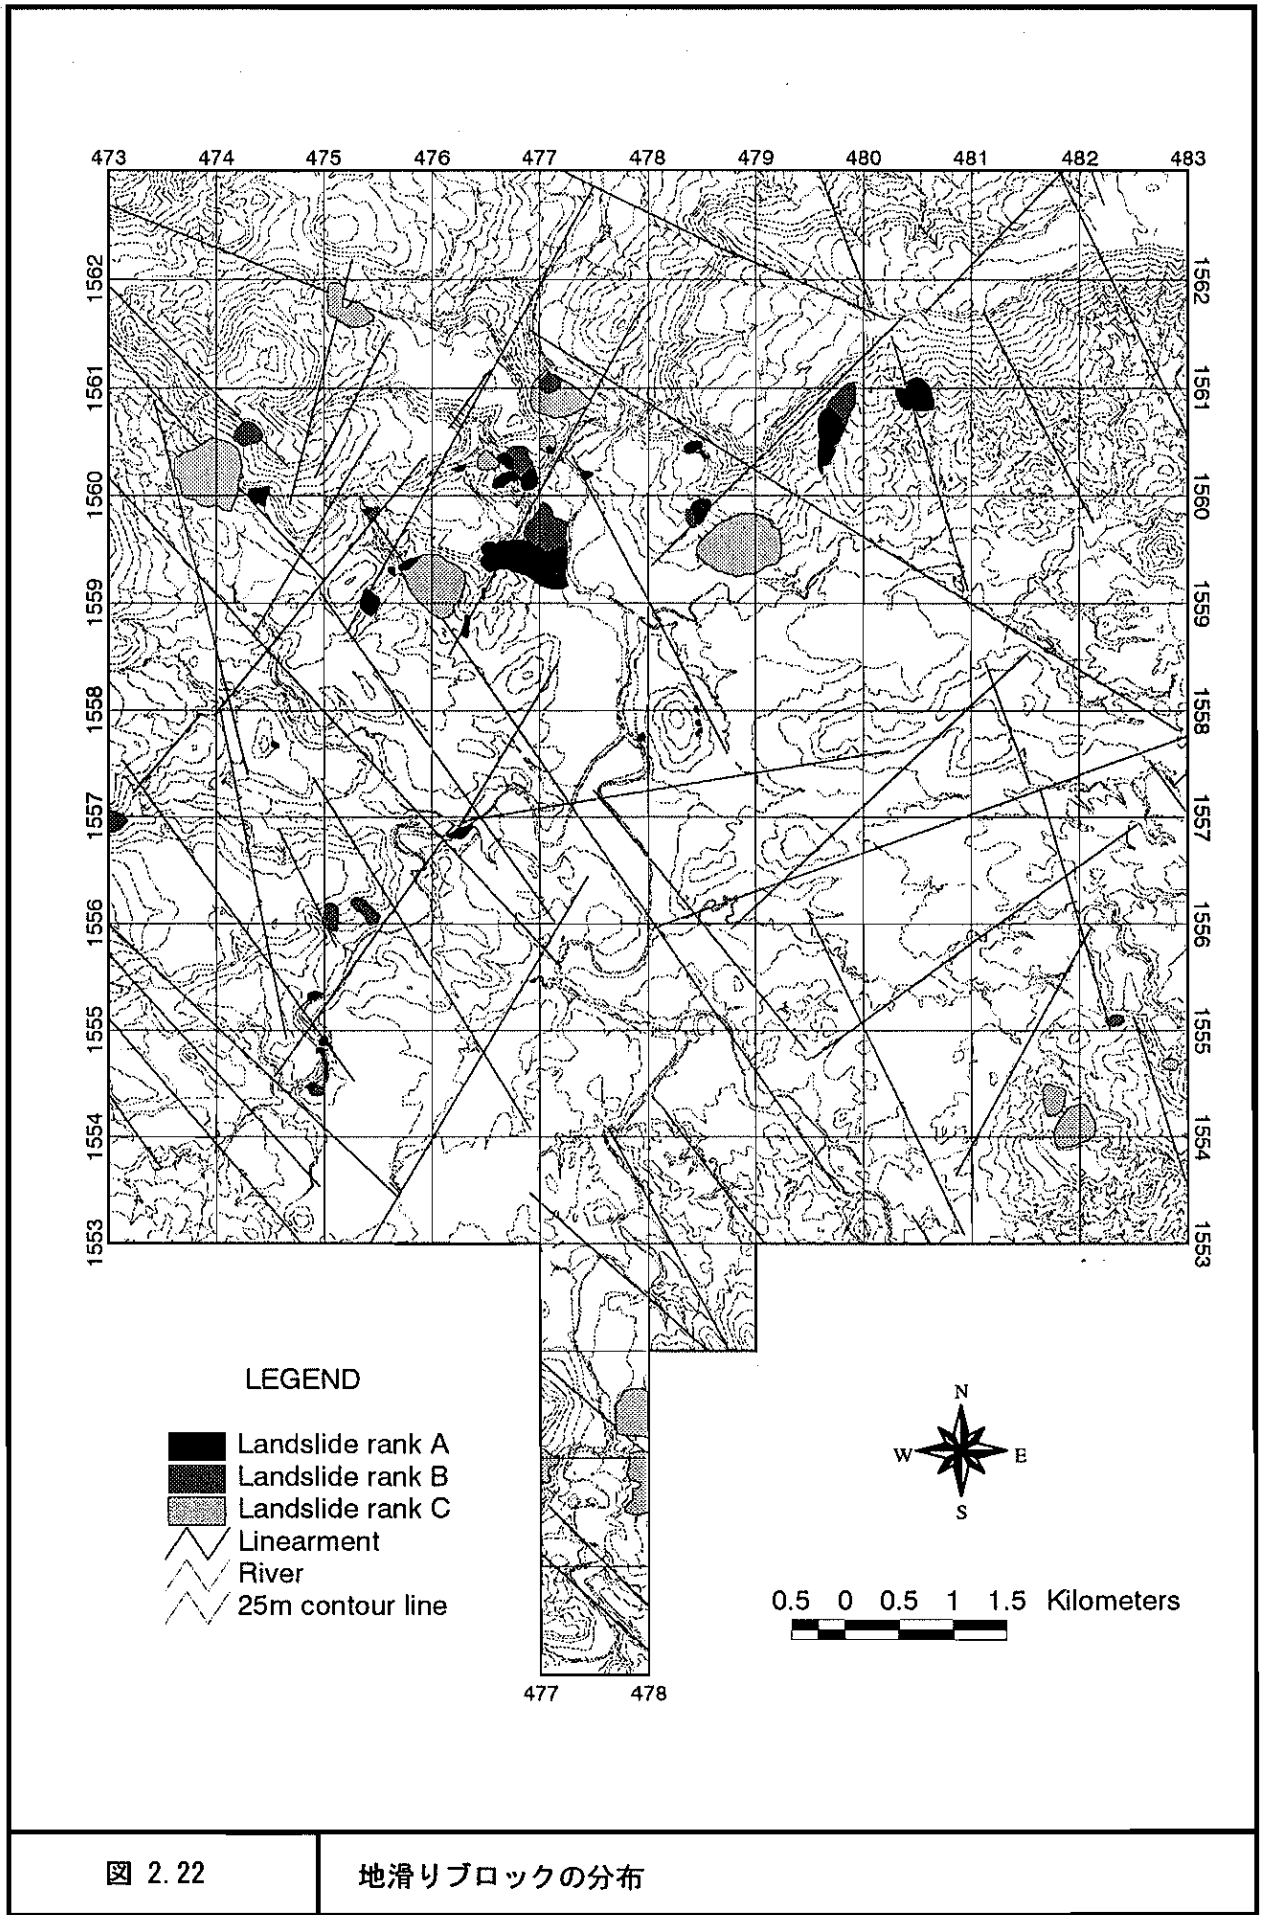 473 474 475 476 477 478 479 480 481 482 483
1562 1562
1561 1561
1560 1560
1559 1559
1558 1558
1557 1557
1556 1556
1555 1555
1554 1554
1553 1553
LEGEND
Landslide rank A
Landslide rank B
Landslide rank C
Linearment
River
25m contour line
N
W E
S
0.5 0 0.5 1 1.5 Kilometers
477 478
図 2.22 地滑りブロックの分布